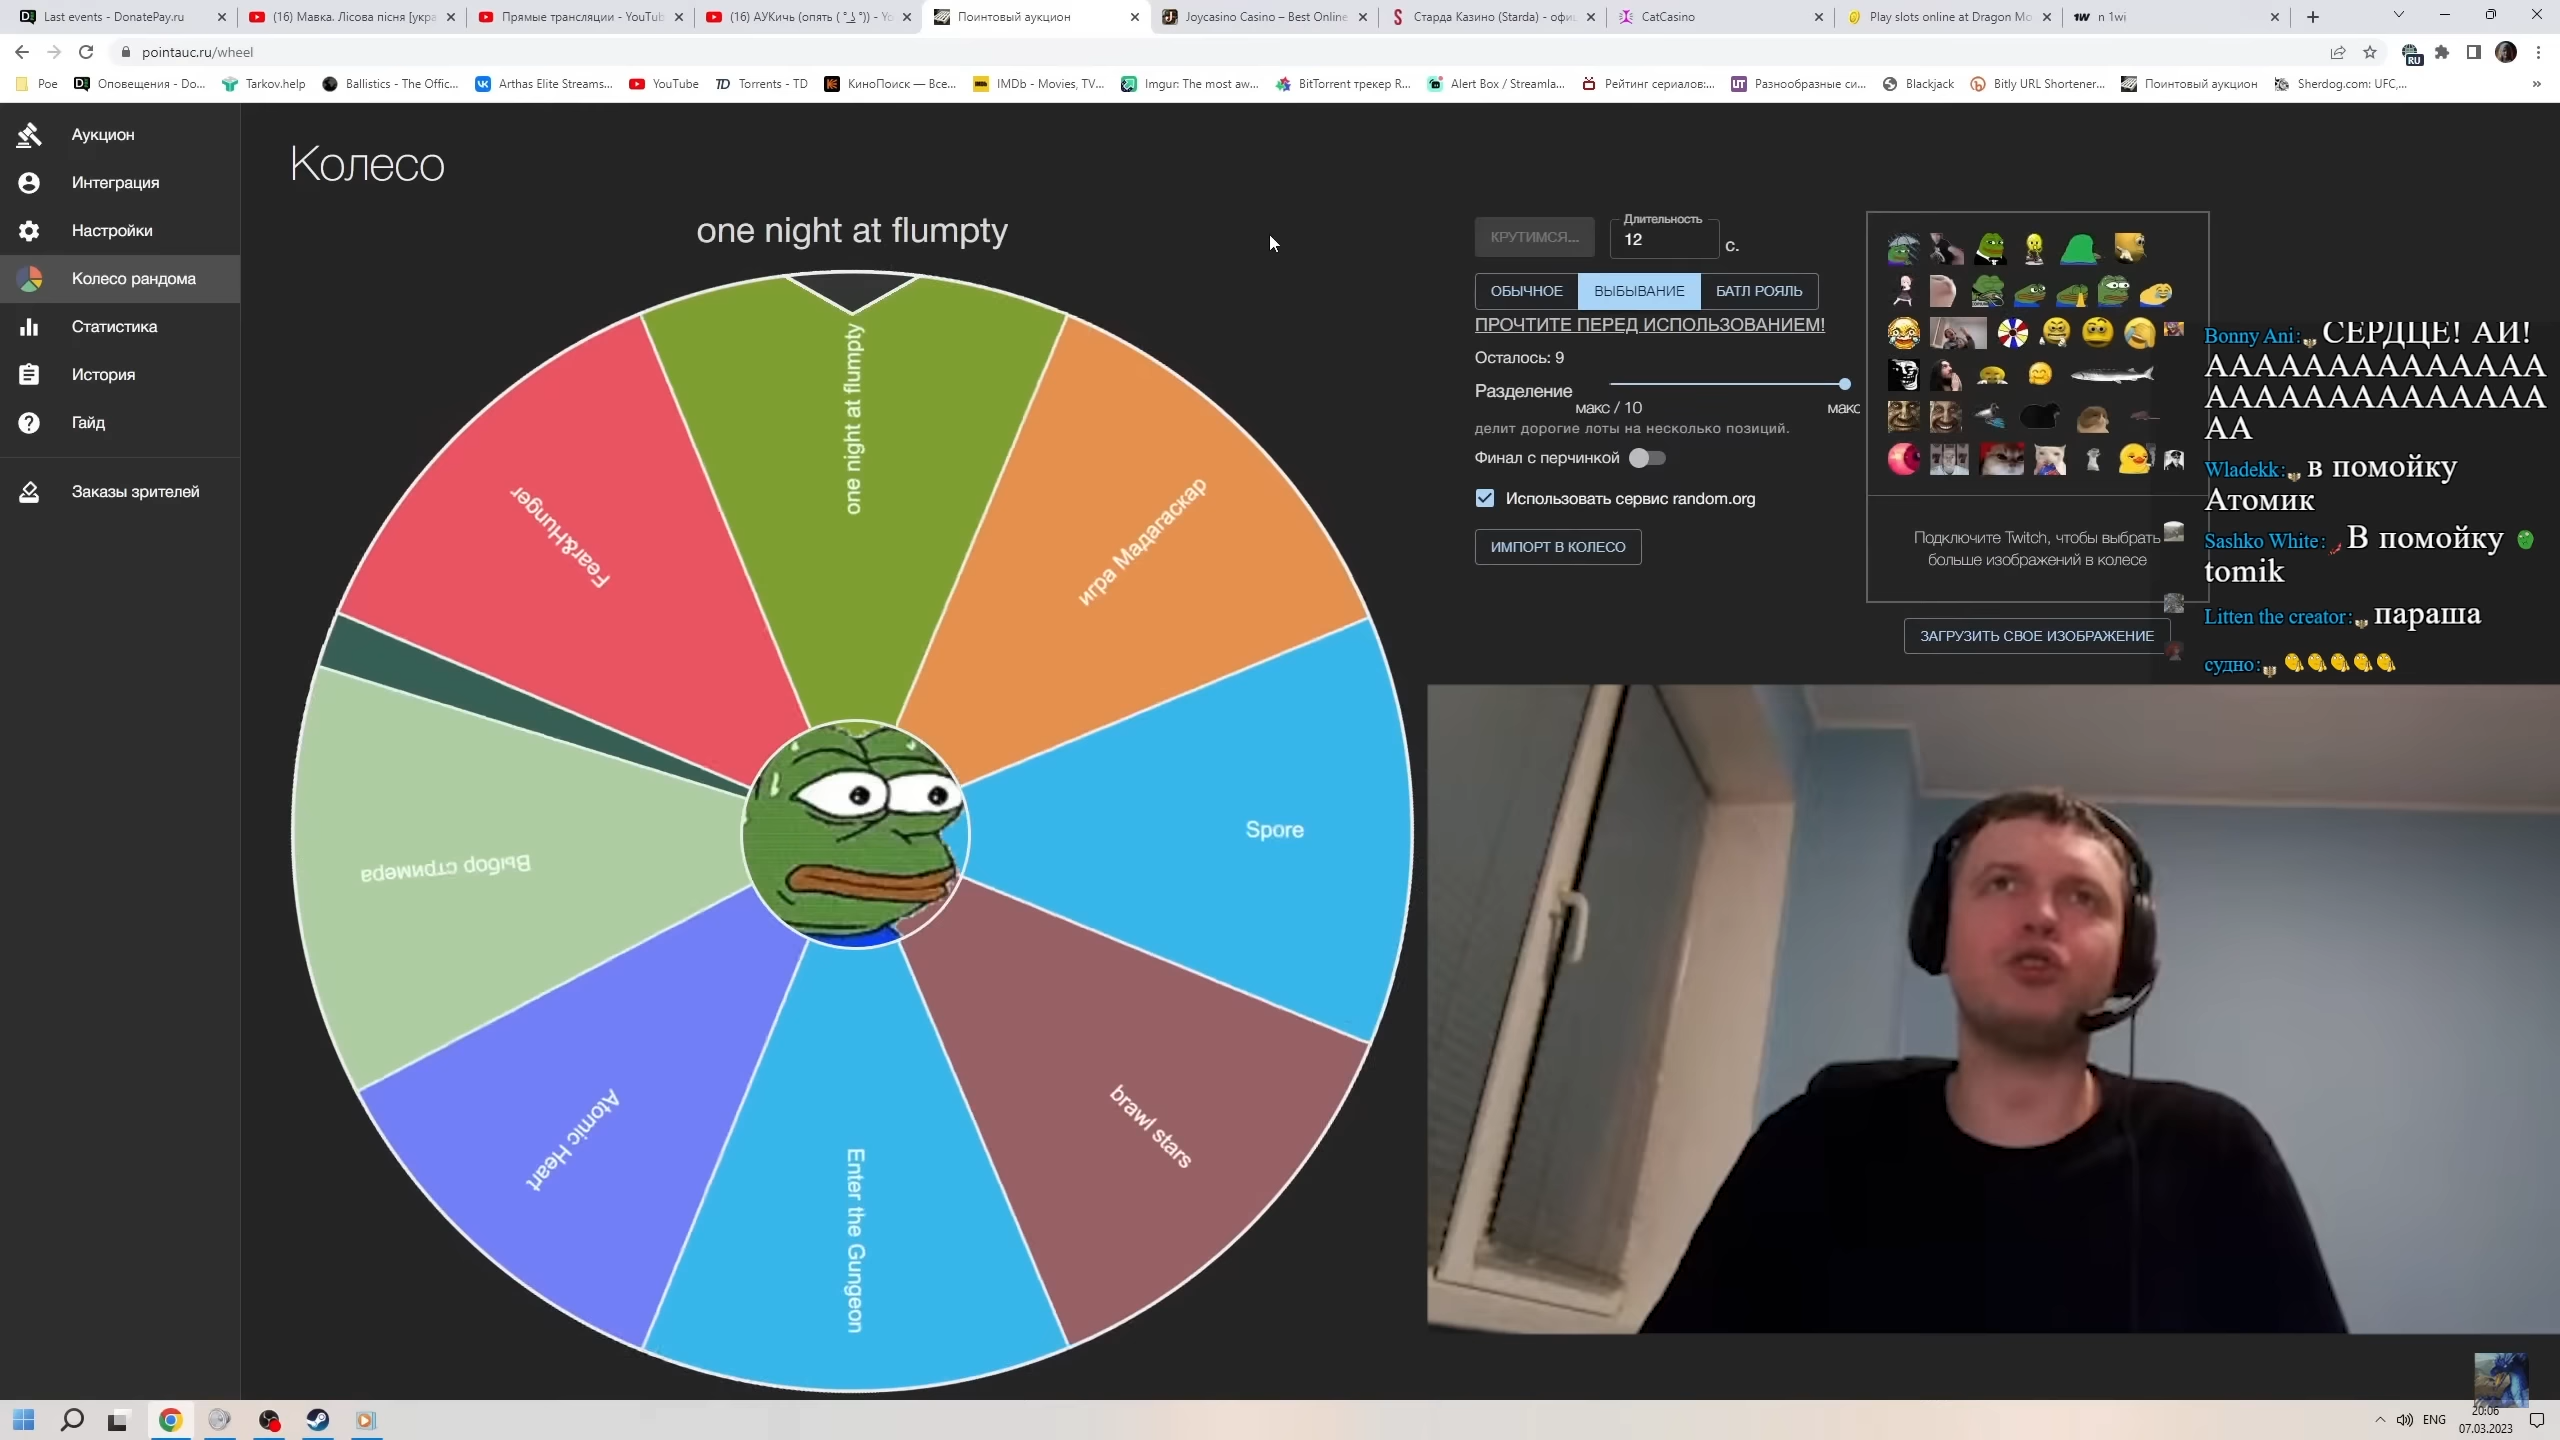 Last events - DonatePay.ru
(16) Мавка. Лісова пісня [укра
Прямые трансляции - YouTub
(16) АУКичь (опять ( ͡° ͜ʖ ͡°)) - Yo
Поинтовый аукцион
Joycasino Casino – Best Online
Старда Казино (Starda) - офиц
CatCasino
Play slots online at Dragon Mo
1W n 1wi
pointauc.ru/wheel
RU
Poe
Оповещения - Do...
Tarkov.help
Ballistics - The Offic...
Arthas Elite Streams...
YouTube
TD Torrents - TD
КиноПоиск — Все...
IMDb - Movies, TV...
Imgur: The most aw...
BitTorrent трекер R...
Alert Box / Streamla...
Рейтинг сериалов:...
Разнообразные си...
Blackjack
Bitly URL Shortener...
Поинтовый аукцион
Sherdog.com: UFC,...
»
Аукцион
Интеграция
Настройки
Колесо рандома
Статистика
История
Гайд
Заказы зрителей
Колесо
one night at flumpty
one night at flumpty
игра Мадагаскар
Spore
brawl stars
Enter the Gungeon
Atomic Heart
Выбор стримера
Fear&Hunger
КРУТИМСЯ...
Длительность
12
с.
ОБЫЧНОЕ
ВЫБЫВАНИЕ
БАТЛ РОЯЛЬ
ПРОЧТИТЕ ПЕРЕД ИСПОЛЬЗОВАНИЕМ!
Осталось: 9
Разделение
макс / 10
макс
делит дорогие лоты на несколько позиций.
Финал с перчинкой
Использовать сервис random.org
ИМПОРТ В КОЛЕСО
Подключите Twitch, чтобы выбрать
больше изображений в колесе
ЗАГРУЗИТЬ СВОЕ ИЗОБРАЖЕНИЕ
Bonny Ani: СЕРДЦЕ! АЙ!
АААААААААААААА
АААААААААААААА
АА
Wladekk: в помойку
Атомик
Sashko White: В помойку
tomik
Litten the creator: параша
судно:
ENG
20:06
07.03.2023